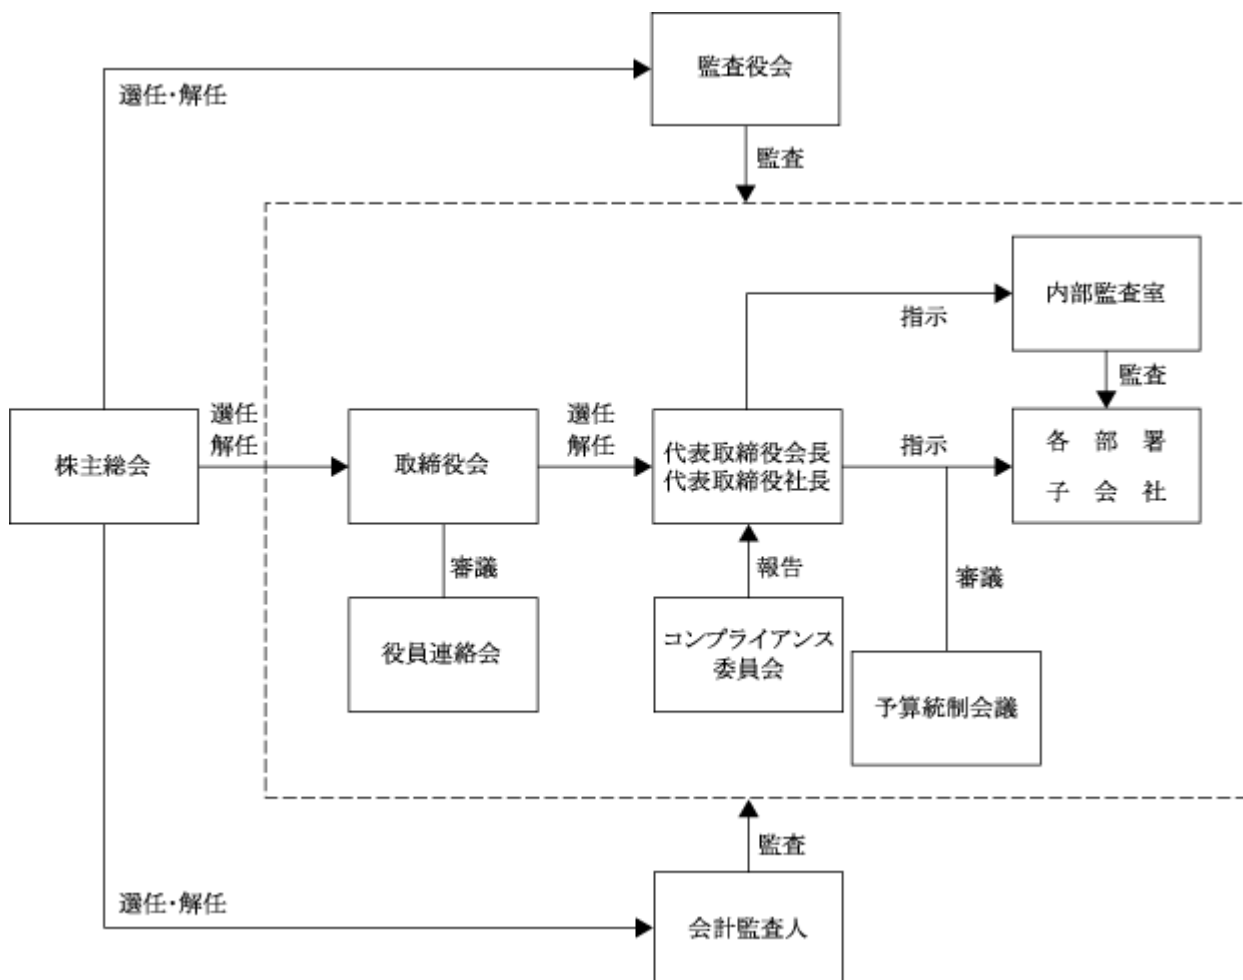 監査役会
選任・解任
監査
内部監査室
指示
監査
株主総会
選任
解任
取締役会
選任
解任
代表取締役会長
代表取締役社長
指示
各部署
子会社
審議
報告
審議
役員連絡会
コンプライアンス
委員会
予算統制会議
監査
選任・解任
会計監査人